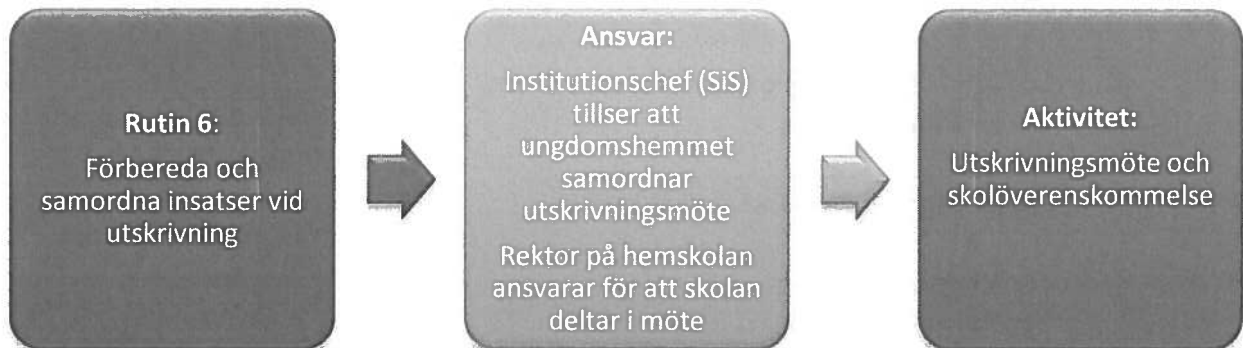 Rutin 6:
Förbereda och
samordna insatser vid
utskrivning
Ansvar:
Institutionschef (SiS)
tillser att
ungdomshemmet
samordnar
utskrivningsmöte
Rektor på hemskolan
ansvarar för att skolan
deltar i möte
Aktivitet:
Utskrivningsmöte och
skolöverenskommelse